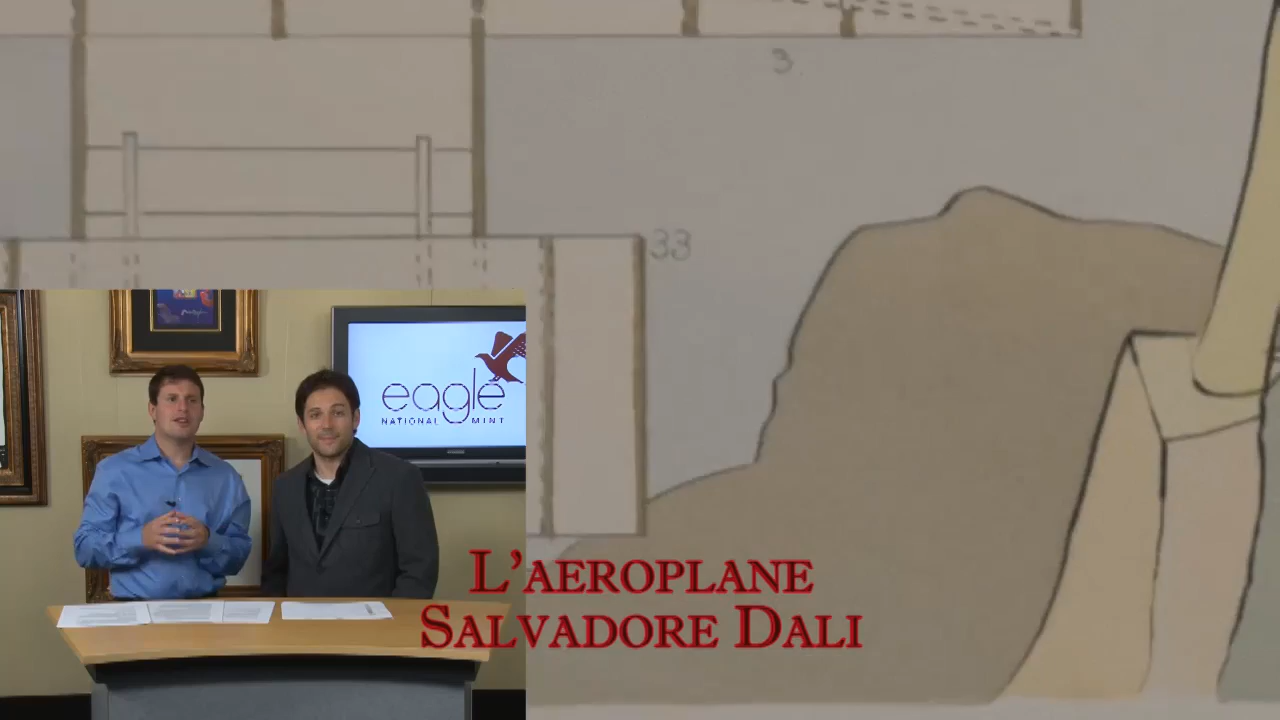 3
33
eagle
NATIONAL MINT
L'AEROPLANE
SALVADORE DALI